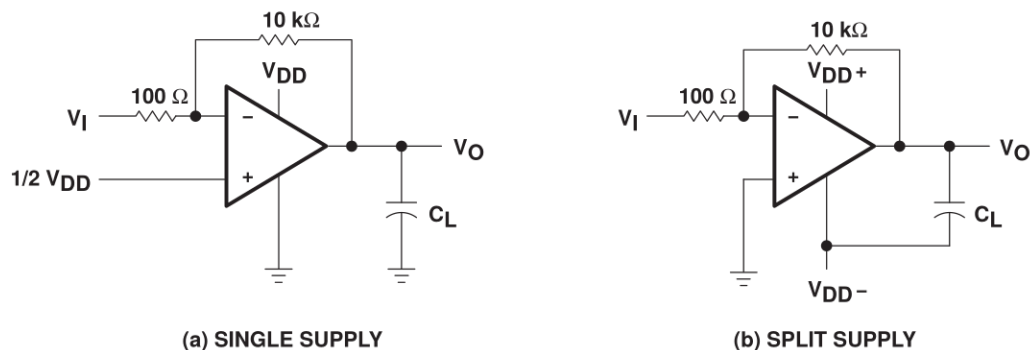 10 kΩ
VDD
100 Ω
VI
−
+
1/2 VDD
VO
CL
(a) SINGLE SUPPLY
10 kΩ
VDD+
100 Ω
VI
−
+
VO
CL
VDD−
(b) SPLIT SUPPLY